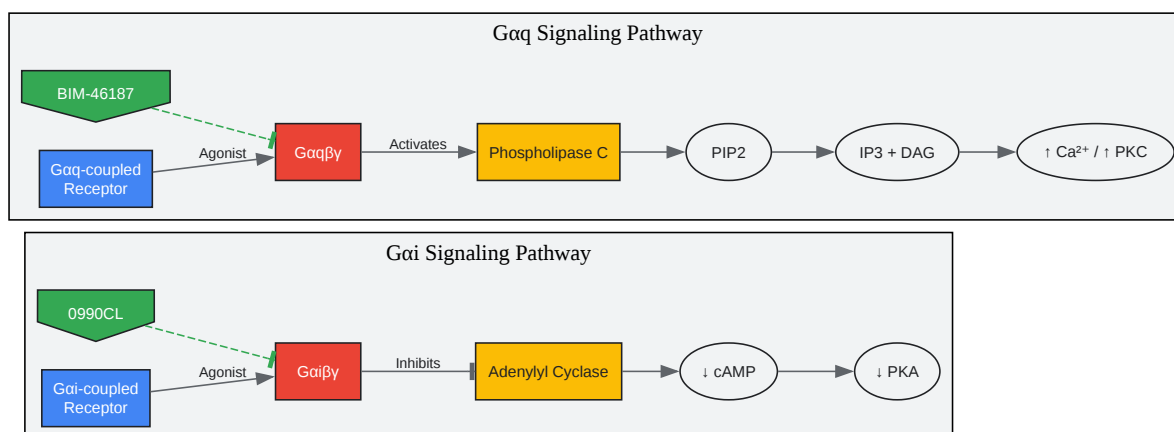 Gαq Signaling Pathway
BIM-46187
Gαq-coupled
Receptor
Agonist
Gαqβγ
Activates
Phospholipase C
PIP2
IP3 + DAG
↑ Ca²⁺ / ↑ PKC
Gαi Signaling Pathway
0990CL
Gαi-coupled
Receptor
Agonist
Gαiβγ
Inhibits
Adenylyl Cyclase
↓ cAMP
↓ PKA